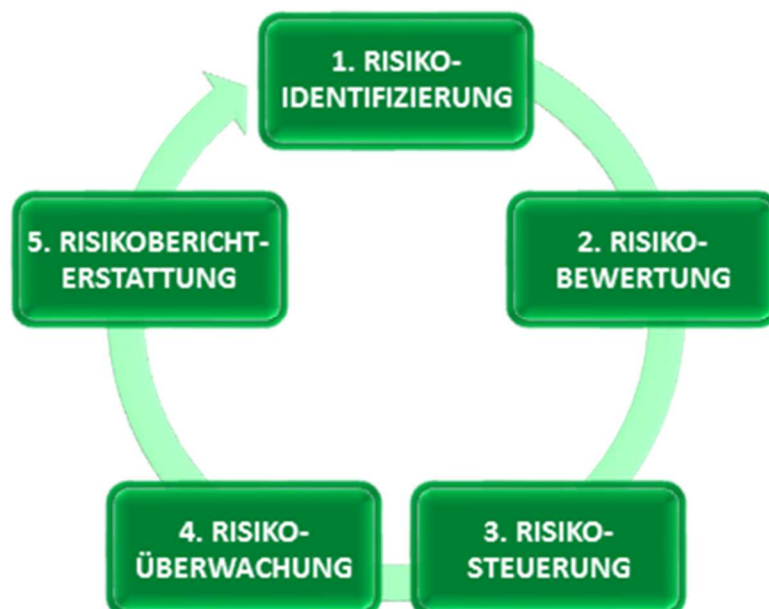 1. RISIKO-
IDENTIFIZIERUNG
2. RISIKO-
BEWERTUNG
3. RISIKO-
STEUERUNG
4. RISIKO-
ÜBERWACHUNG
5. RISIKOBERICHT-
ERSTATTUNG